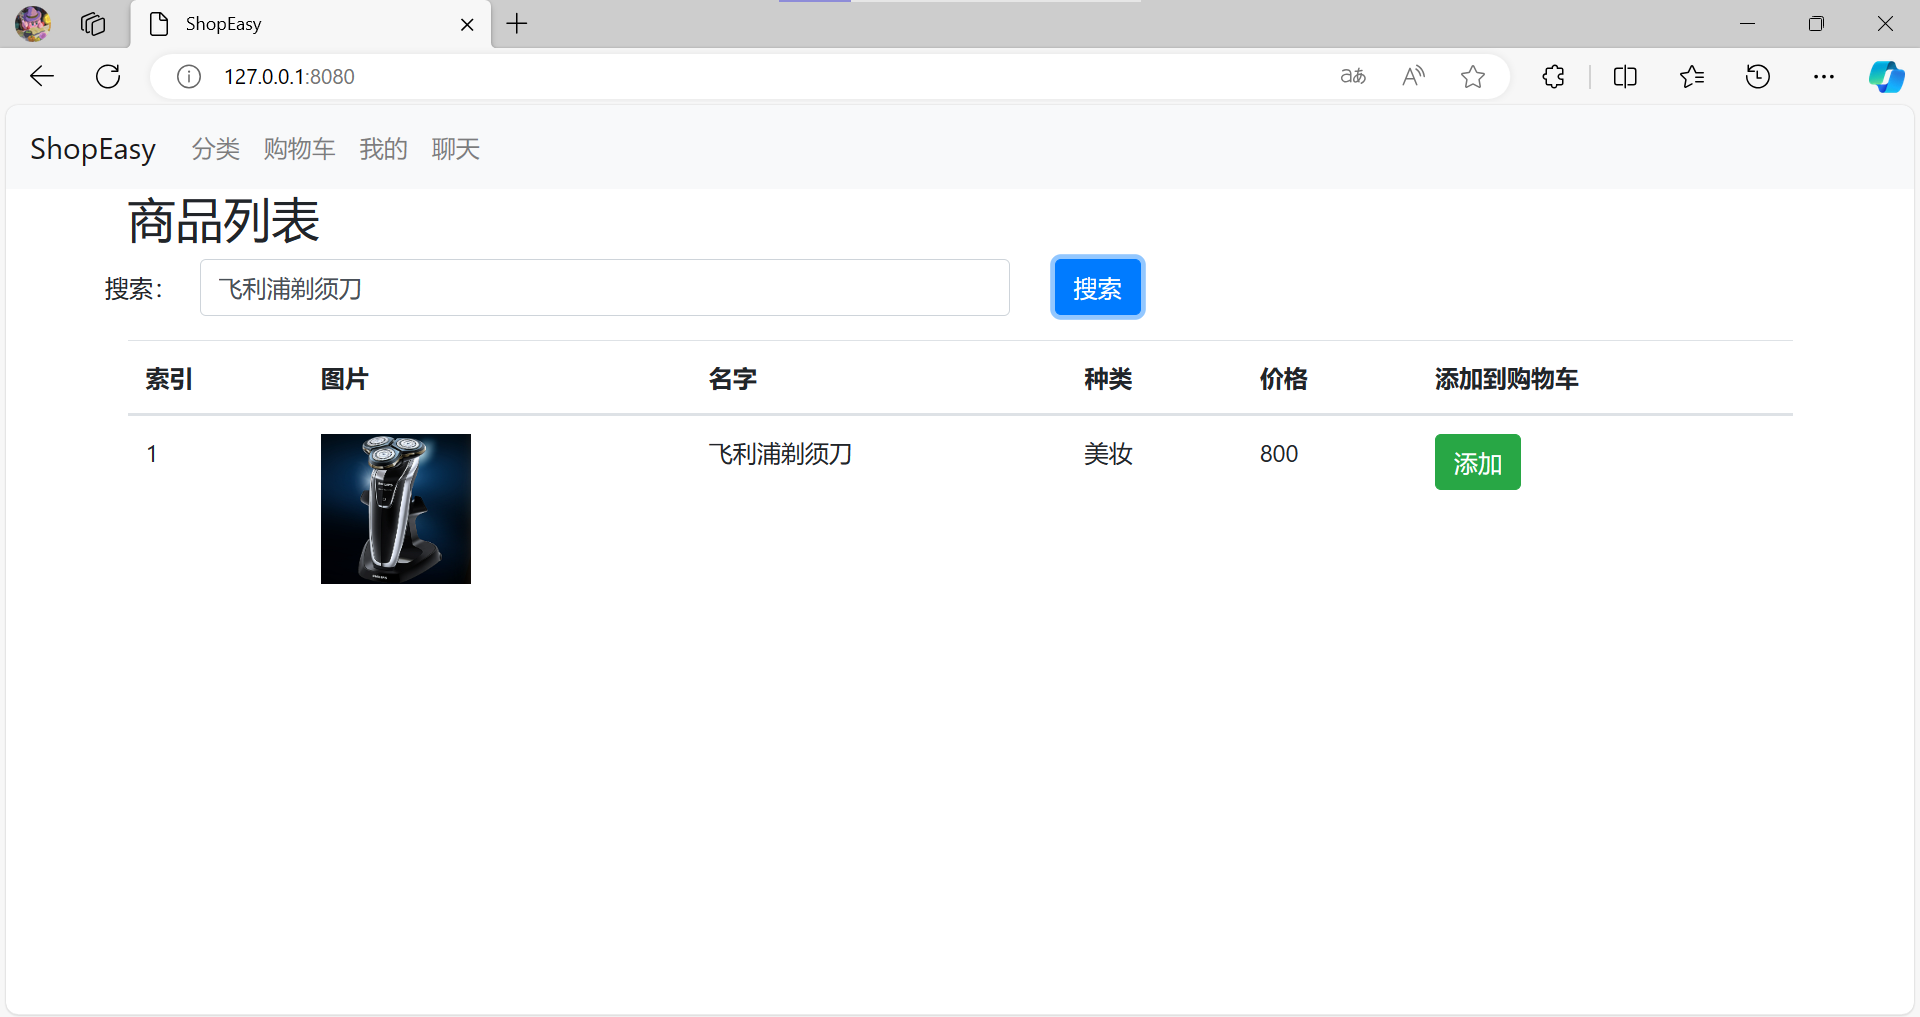 ShopEasy
127.0.0.1:8080
ShopEasy 分类 购物车 我的 聊天
商品列表
搜索： 飞利浦剃须刀 搜索
索引 图片 名字 种类 价格 添加到购物车
1 飞利浦剃须刀 美妆 800 添加